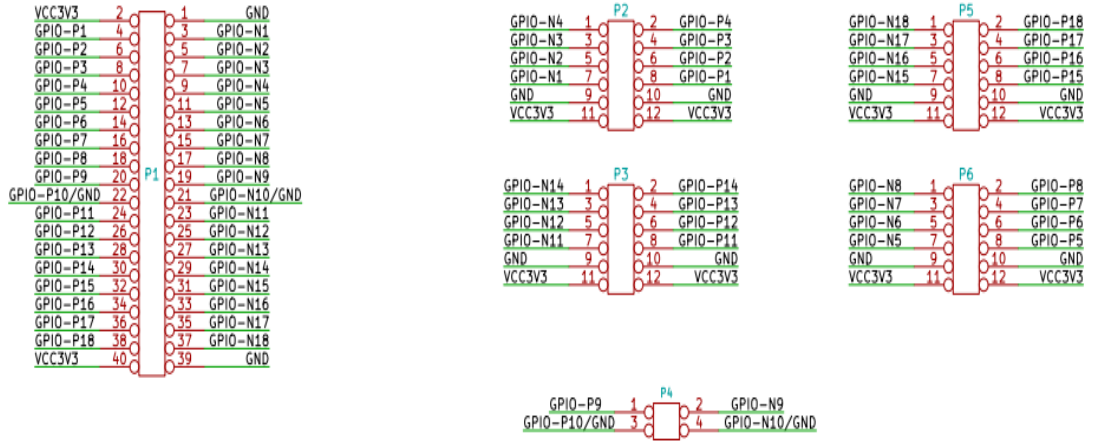 VCC3V3 2 1 GND
GPIO-P1 4 3 GPIO-N1
GPIO-P2 6 5 GPIO-N2
GPIO-P3 8 7 GPIO-N3
GPIO-P4 10 9 GPIO-N4
GPIO-P5 12 11 GPIO-N5
GPIO-P6 14 13 GPIO-N6
GPIO-P7 16 15 GPIO-N7
GPIO-P8 18 17 GPIO-N8
GPIO-P9 20 P1 19 GPIO-N9
GPIO-P10/GND 22 21 GPIO-N10/GND
GPIO-P11 24 23 GPIO-N11
GPIO-P12 26 25 GPIO-N12
GPIO-P13 28 27 GPIO-N13
GPIO-P14 30 29 GPIO-N14
GPIO-P15 32 31 GPIO-N15
GPIO-P16 34 33 GPIO-N16
GPIO-P17 36 35 GPIO-N17
GPIO-P18 38 37 GPIO-N18
VCC3V3 40 39 GND
P2
GPIO-N4 1 2 GPIO-P4
GPIO-N3 3 4 GPIO-P3
GPIO-N2 5 6 GPIO-P2
GPIO-N1 7 8 GPIO-P1
GND 9 10 GND
VCC3V3 11 12 VCC3V3
P5
GPIO-N18 1 2 GPIO-P18
GPIO-N17 3 4 GPIO-P17
GPIO-N16 5 6 GPIO-P16
GPIO-N15 7 8 GPIO-P15
GND 9 10 GND
VCC3V3 11 12 VCC3V3
P3
GPIO-N14 1 2 GPIO-P14
GPIO-N13 3 4 GPIO-P13
GPIO-N12 5 6 GPIO-P12
GPIO-N11 7 8 GPIO-P11
GND 9 10 GND
VCC3V3 11 12 VCC3V3
P6
GPIO-N8 1 2 GPIO-P8
GPIO-N7 3 4 GPIO-P7
GPIO-N6 5 6 GPIO-P6
GPIO-N5 7 8 GPIO-P5
GND 9 10 GND
VCC3V3 11 12 VCC3V3
P4
GPIO-P9 1 2 GPIO-N9
GPIO-P10/GND 3 4 GPIO-N10/GND